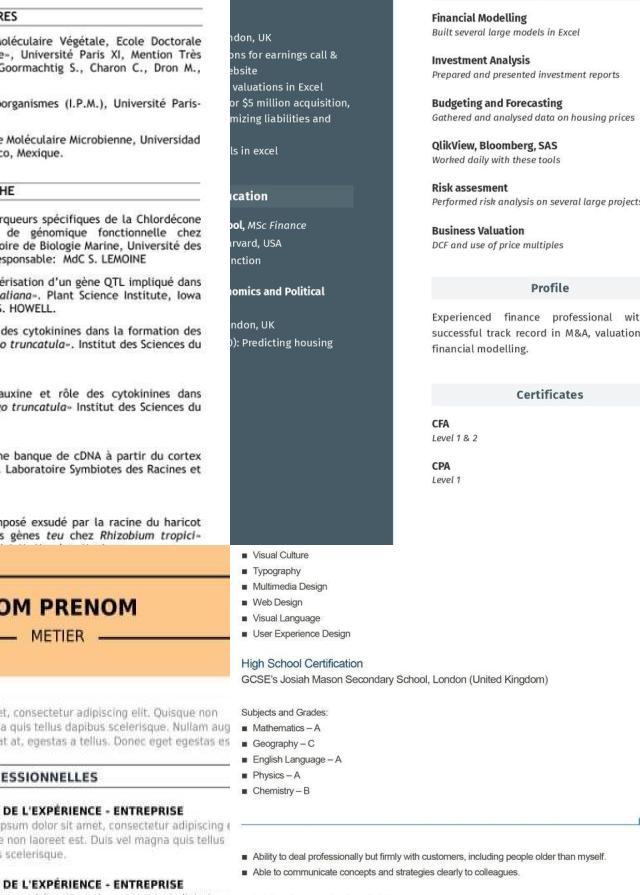 RES
oléculaire Végétale, Ecole Doctorale
e», Université Paris XI, Mention Très
Goormachtig S., Charon C., Dron M.,
organismes (I.P.M.), Université Paris-
e Moléculaire Microbienne, Universidad
co, Mexique.
HE
rqueurs spécifiques de la Chlordécone
de génomique fonctionnelle chez
oire de Biologie Marine, Université des
esponsable: MdC S. LEMOINE
érisation d'un gène QTL impliqué dans
aliana». Plant Science Institute, Iowa
S. HOWELL.
des cytokinines dans la formation des
o truncatula». Institut des Sciences du
auxine et rôle des cytokinines dans
o truncatula» Institut des Sciences du
ne banque de cDNA à partir du cortex
. Laboratoire Symbiotes des Racines et
mposé exsudé par la racine du haricot
s gènes teu chez Rhizobium tropici»
ndon, UK
ons for earnings call &
ebsite
valuations in Excel
or $5 million acquisition,
mizing liabilities and
ls in excel
ucation
ool, MSc Finance
arvard, USA
nction
nomics and Political
ndon, UK
0): Predicting housing
Financial Modelling
Built several large models in Excel
Investment Analysis
Prepared and presented investment reports
Budgeting and Forecasting
Gathered and analysed data on housing prices
QlikView, Bloomberg, SAS
Worked daily with these tools
Risk assesment
Performed risk analysis on several large projects
Business Valuation
DCF and use of price multiples
Profile
Experienced finance professional wit
successful track record in M&A, valuation
financial modelling.
Certificates
CFA
Level 1 & 2
CPA
Level 1
OM PRENOM
METIER
et, consectetur adipiscing elit. Quisque non
a quis tellus dapibus scelerisque. Nullam aug
at at, egestas a tellus. Donec eget egestas es
ESSIONNELLES
DE L'EXPÉRIENCE - ENTREPRISE
psum dolor sit amet, consectetur adipiscing e
e non laoreet est. Duis vel magna quis tellus
s scelerisque.
DE L'EXPÉRIENCE - ENTREPRISE
■ Visual Culture
■ Typography
■ Multimedia Design
■ Web Design
■ Visual Language
■ User Experience Design
High School Certification
GCSE's Josiah Mason Secondary School, London (United Kingdom)
Subjects and Grades:
■ Mathematics – A
■ Geography – C
■ English Language – A
■ Physics – A
■ Chemistry – B
■ Ability to deal professionally but firmly with customers, including people older than myself.
■ Able to communicate concepts and strategies clearly to colleagues.